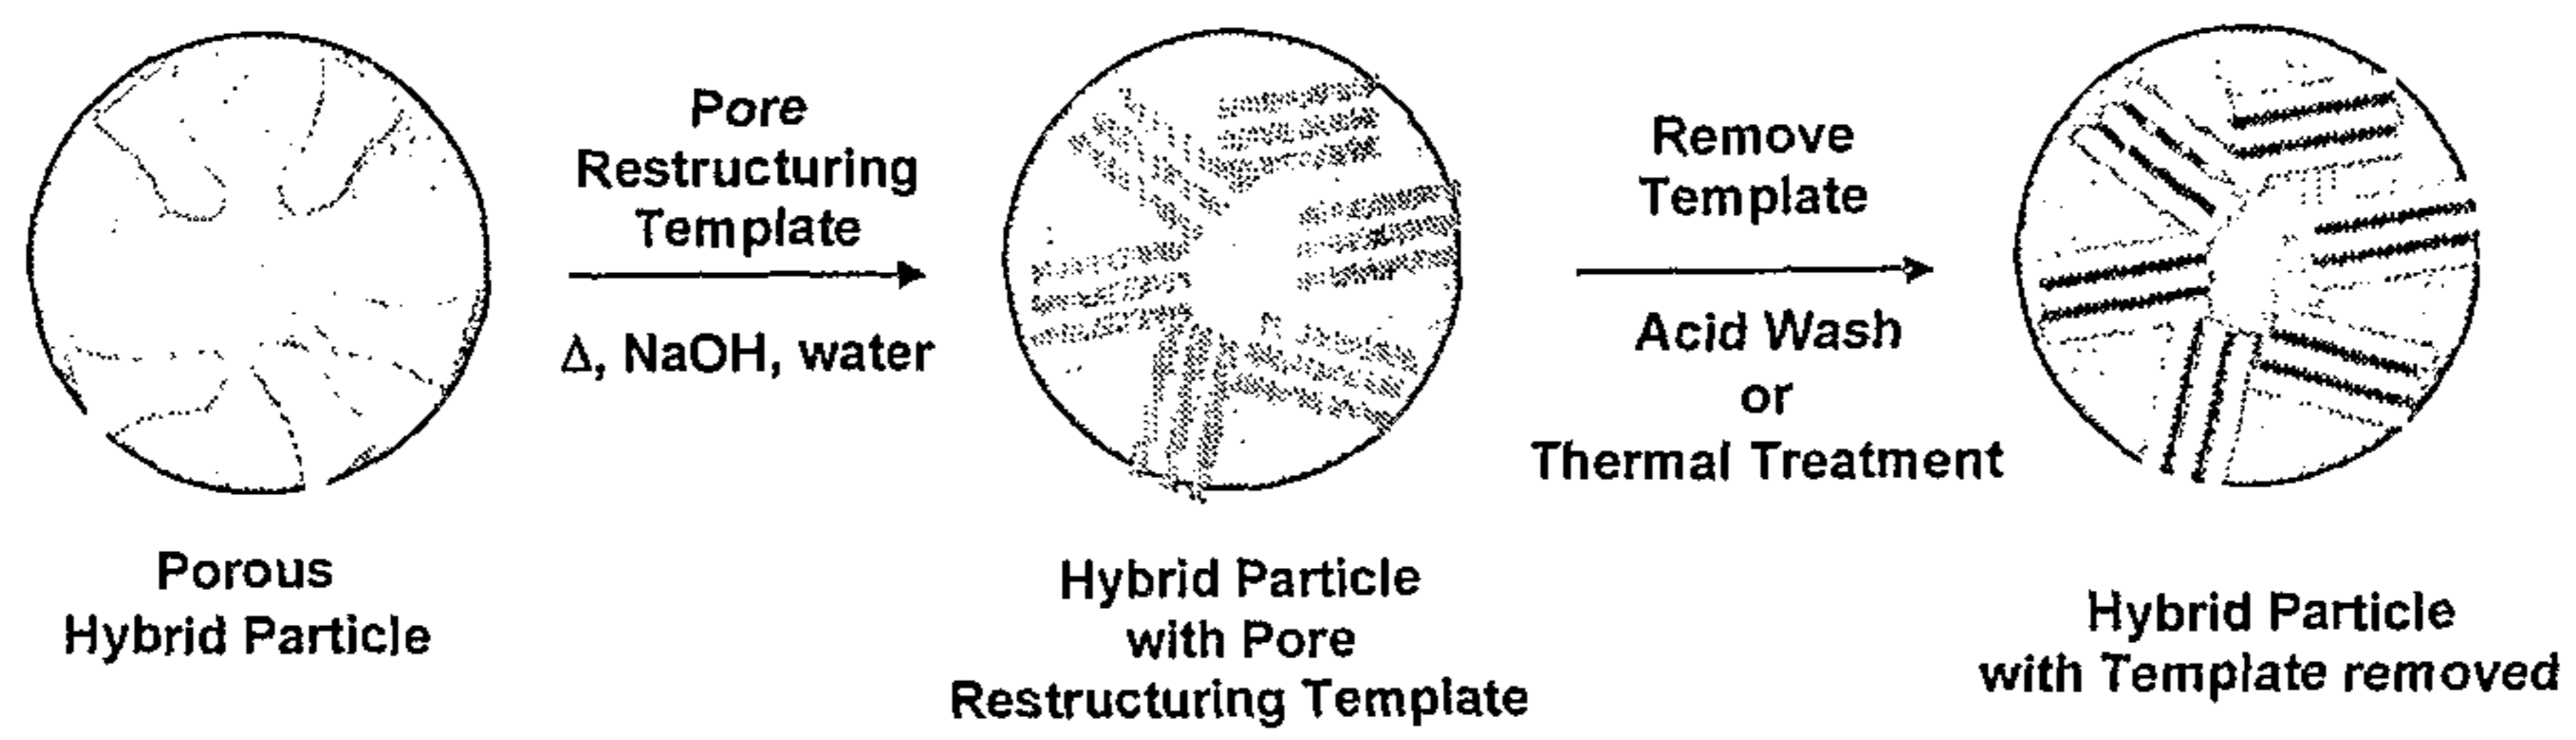 Pore
Restructuring
Template
Δ, NaOH, water
Remove
Template
Acid Wash
or
Thermal Treatment
Porous
Hybrid Particle
Hybrid Particle
with Pore
Restructuring Template
Hybrid Particle
with Template removed